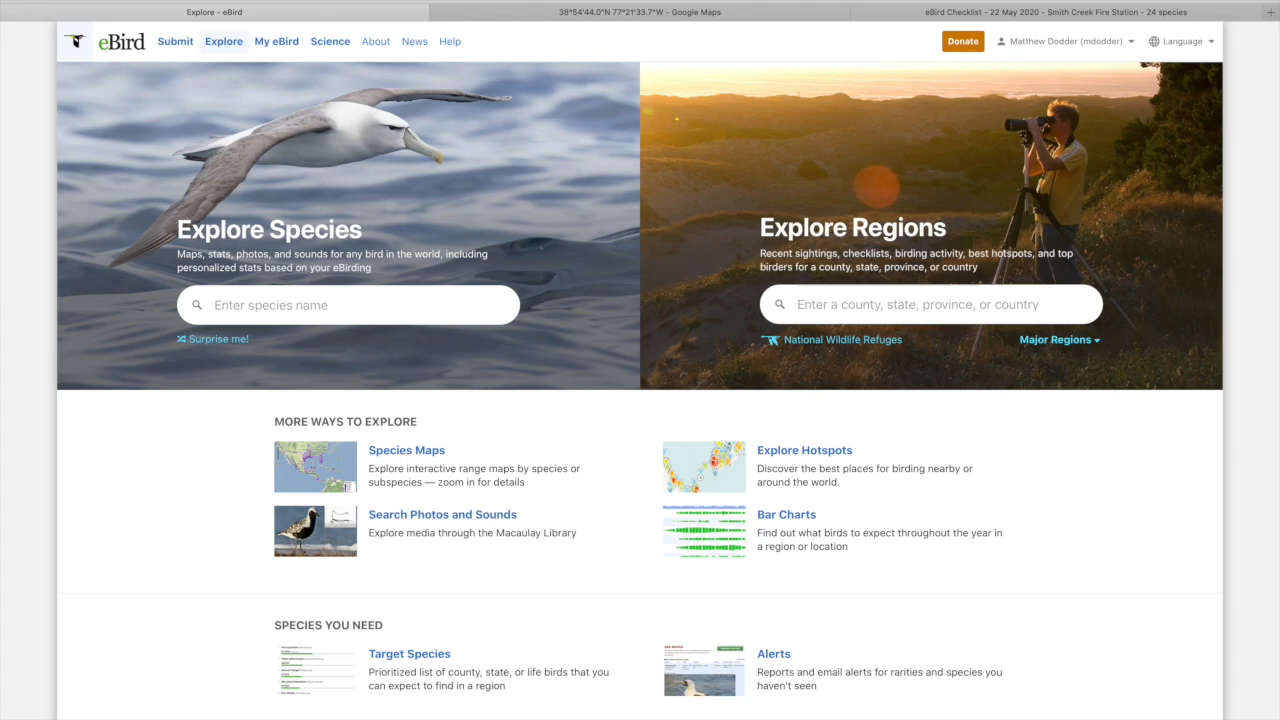 Explore - eBird
38°54'44.0"N 77°21'33.7"W - Google Maps
eBird Checklist - 22 May 2020 - Smith Creek Fire Station - 24 species
eBird
Submit
Explore
My eBird
Science
About
News
Help
Donate
Matthew Dodder (mdodder)
Language
Explore Species
Maps, stats, photos, and sounds for any bird in the world, including
personalized stats based on your eBirding
Enter species name
Surprise me!
Explore Regions
Recent sightings, checklists, birding activity, best hotspots, and top
birders for a county, state, province, or country
Enter a county, state, province, or country
National Wildlife Refuges
Major Regions
MORE WAYS TO EXPLORE
Species Maps
Explore interactive range maps by species or
subspecies — zoom in for details
Explore Hotspots
Discover the best places for birding nearby or
around the world.
Search Photos and Sounds
Explore media through the Macaulay Library
Bar Charts
Find out what birds to expect throughout the year in
a region or location
SPECIES YOU NEED
Target Species
Prioritized list of county, state, or life birds that you
can expect to find in a region
Alerts
Reports and email alerts for rarities and species you
haven't seen